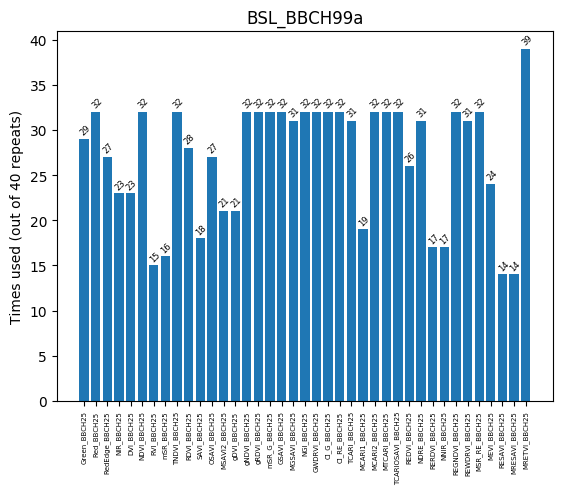 BSL_BBCH99a
Times used (out of 40 repeats)
40
35
30
25
20
15
10
5
0
29
32
27
23
23
32
15
16
32
28
18
27
21
21
32
32
32
32
31
32
32
32
32
31
19
32
32
32
26
31
17
17
32
31
32
24
14
14
39
Green_BBCH25
Red_BBCH25
RedEdge_BBCH25
NIR_BBCH25
DVI_BBCH25
NDVI_BBCH25
RVI_BBCH25
mSR_BBCH25
TNDVI_BBCH25
RDVI_BBCH25
SAVI_BBCH25
OSAVI_BBCH25
MSAVI2_BBCH25
gDVI_BBCH25
gNDVI_BBCH25
gRDVI_BBCH25
mSR_G_BBCH25
GSAVI_BBCH25
MGSAVI_BBCH25
NGI_BBCH25
GWDRVI_BBCH25
CI_G_BBCH25
CI_RE_BBCH25
TCARI_BBCH25
MCARI1_BBCH25
MCARI2_BBCH25
MTCARI_BBCH25
TCARIOSAVI_BBCH25
REDVI_BBCH25
NDRE_BBCH25
RERDVI_BBCH25
NNIR_BBCH25
REGNDVI_BBCH25
REWDRVI_BBCH25
MSR_RE_BBCH25
MEVI_BBCH25
RESAVI_BBCH25
MRESAVI_BBCH25
MRETVI_BBCH25